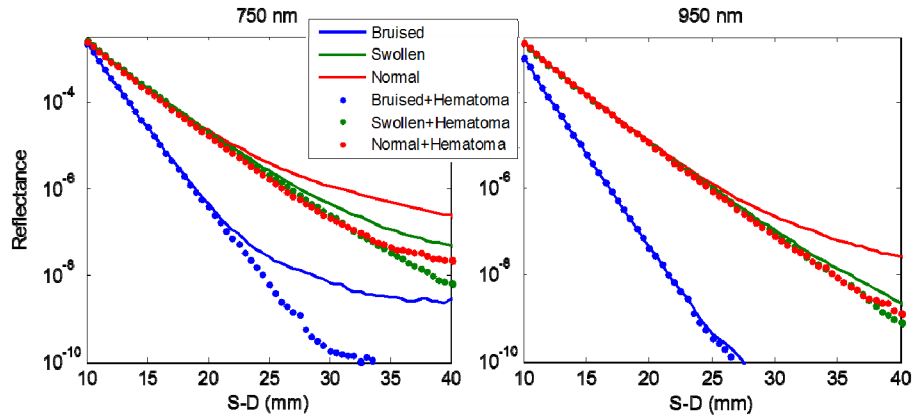 750 nm
950 nm
Bruised
Swollen
Normal
Bruised+Hematoma
Swollen+Hematoma
Normal+Hematoma
Reflectance
10⁻⁴
10⁻⁶
10⁻⁸
10⁻¹⁰
10 15 20 25 30 35 40
S-D (mm)
10⁻⁴
10⁻⁶
10⁻⁸
10⁻¹⁰
10 15 20 25 30 35 40
S-D (mm)